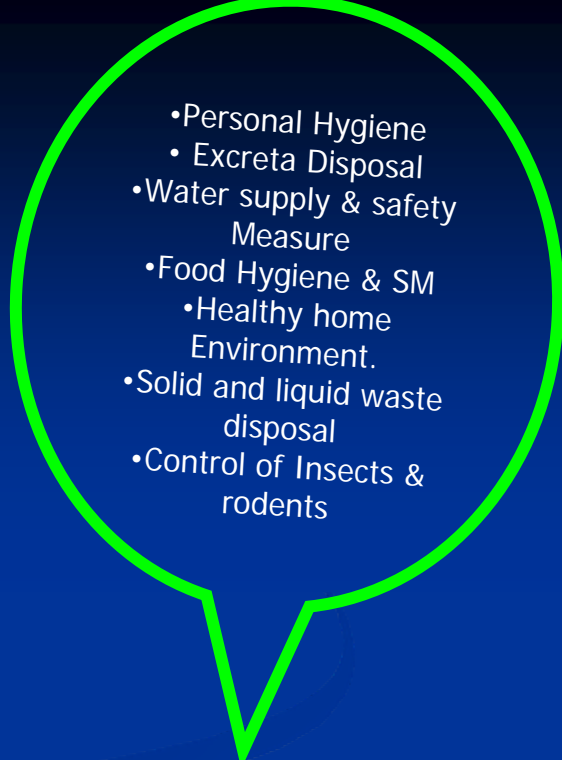 •Personal Hygiene
• Excreta Disposal
•Water supply & safety
Measure
•Food Hygiene & SM
•Healthy home
Environment.
•Solid and liquid waste
disposal
•Control of Insects &
rodents